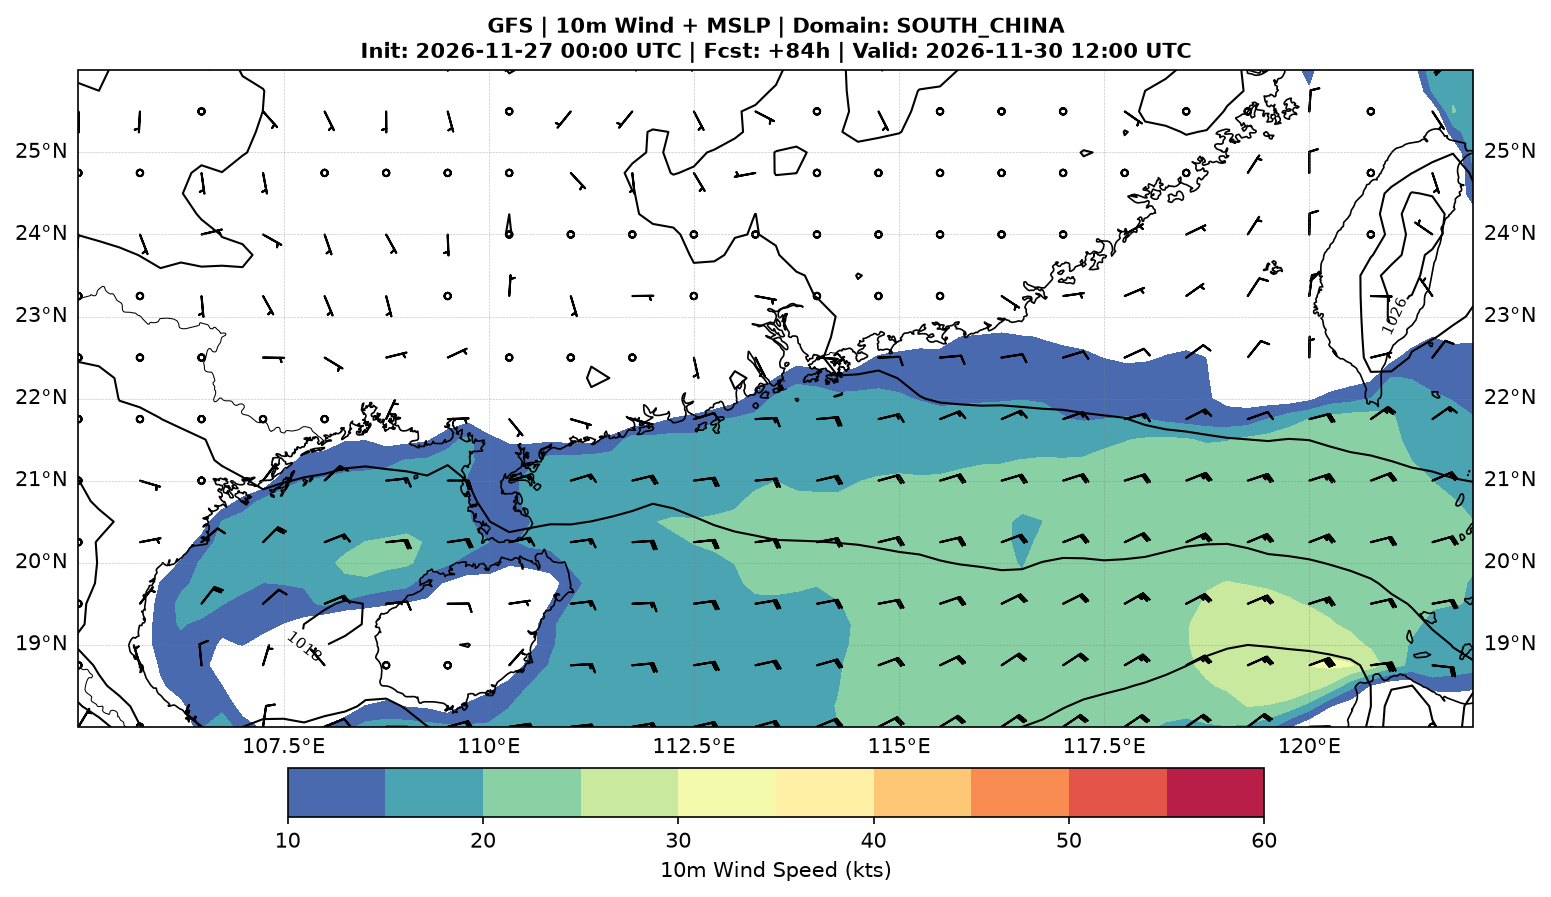 GFS | 10m Wind + MSLP | Domain: SOUTH_CHINA
Init: 2026-11-27 00:00 UTC | Fcst: +84h | Valid: 2026-11-30 12:00 UTC
25°N 25°N
24°N 24°N
1026
23°N 23°N
22°N 22°N
21°N 21°N
20°N 20°N
1018
19°N 19°N
107.5°E 110°E 112.5°E 115°E 117.5°E 120°E
10 20 30 40 50 60
10m Wind Speed (kts)